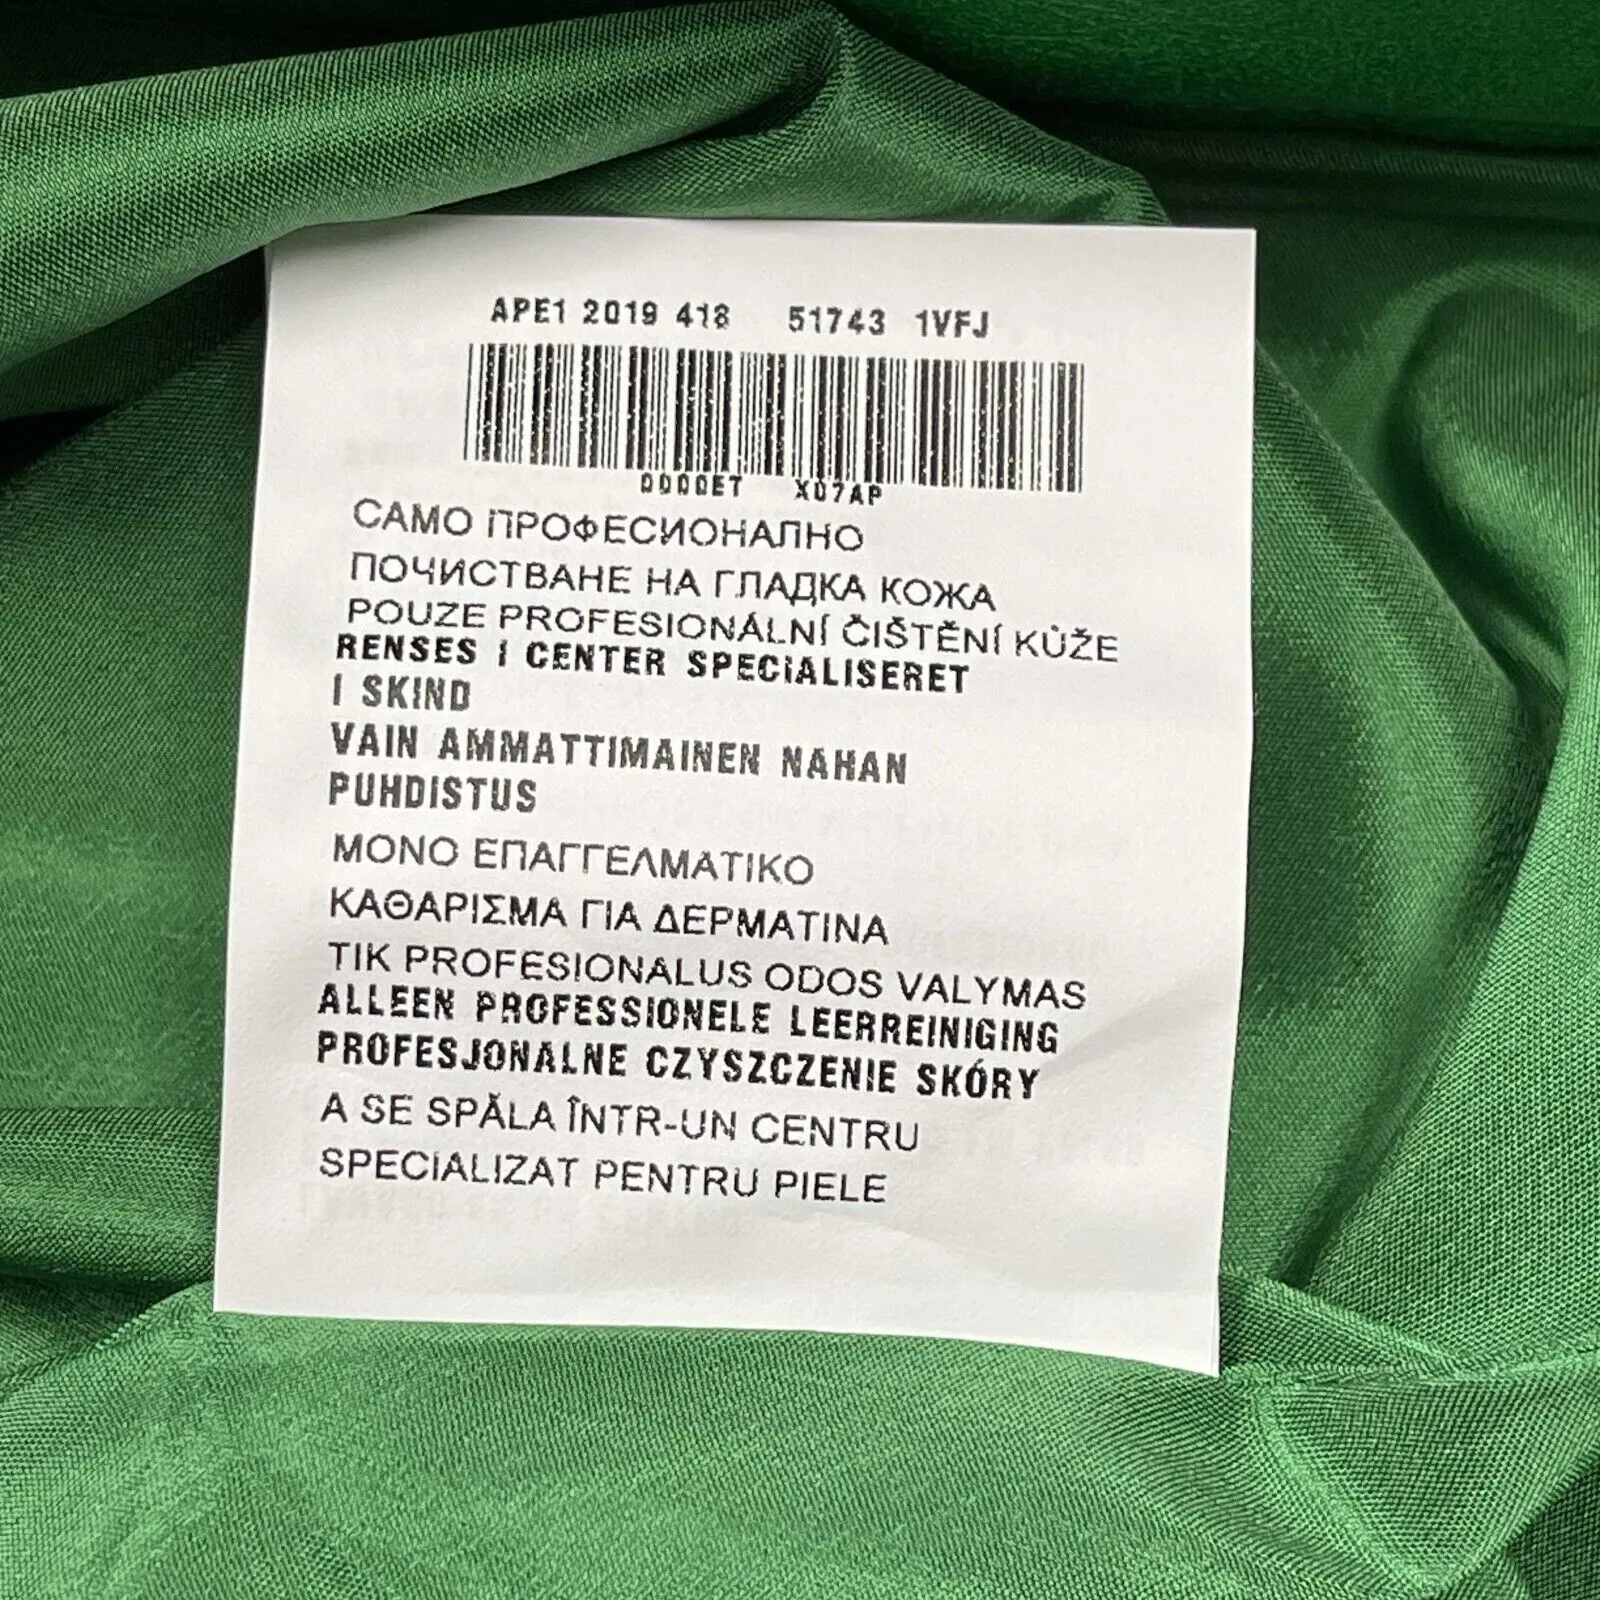 APE1 2019 418 51743 1VFJ
0000ET X07AP
САМО ПРОФЕСИОНАЛНО
ПОЧИСТВАНЕ НА ГЛАДКА КОЖА
POUZE PROFESIONÁLNÍ ČIŠTĚNÍ KŮŽE
RENSES I CENTER SPECIALISERET
I SKIND
VAIN AMMATTIMAINEN NAHAN
PUHDISTUS
ΜΟΝΟ ΕΠΑΓΓΕΛΜΑΤΙΚΟ
ΚΑΘΑΡΙΣΜΑ ΓΙΑ ΔΕΡΜΑΤΙΝΑ
TIK PROFESIONALUS ODOS VALYMAS
ALLEEN PROFESSIONELE LEERREINIGING
PROFESJONALNE CZYSZCZENIE SKÓRY
A SE SPĂLA ÎNTR-UN CENTRU
SPECIALIZAT PENTRU PIELE